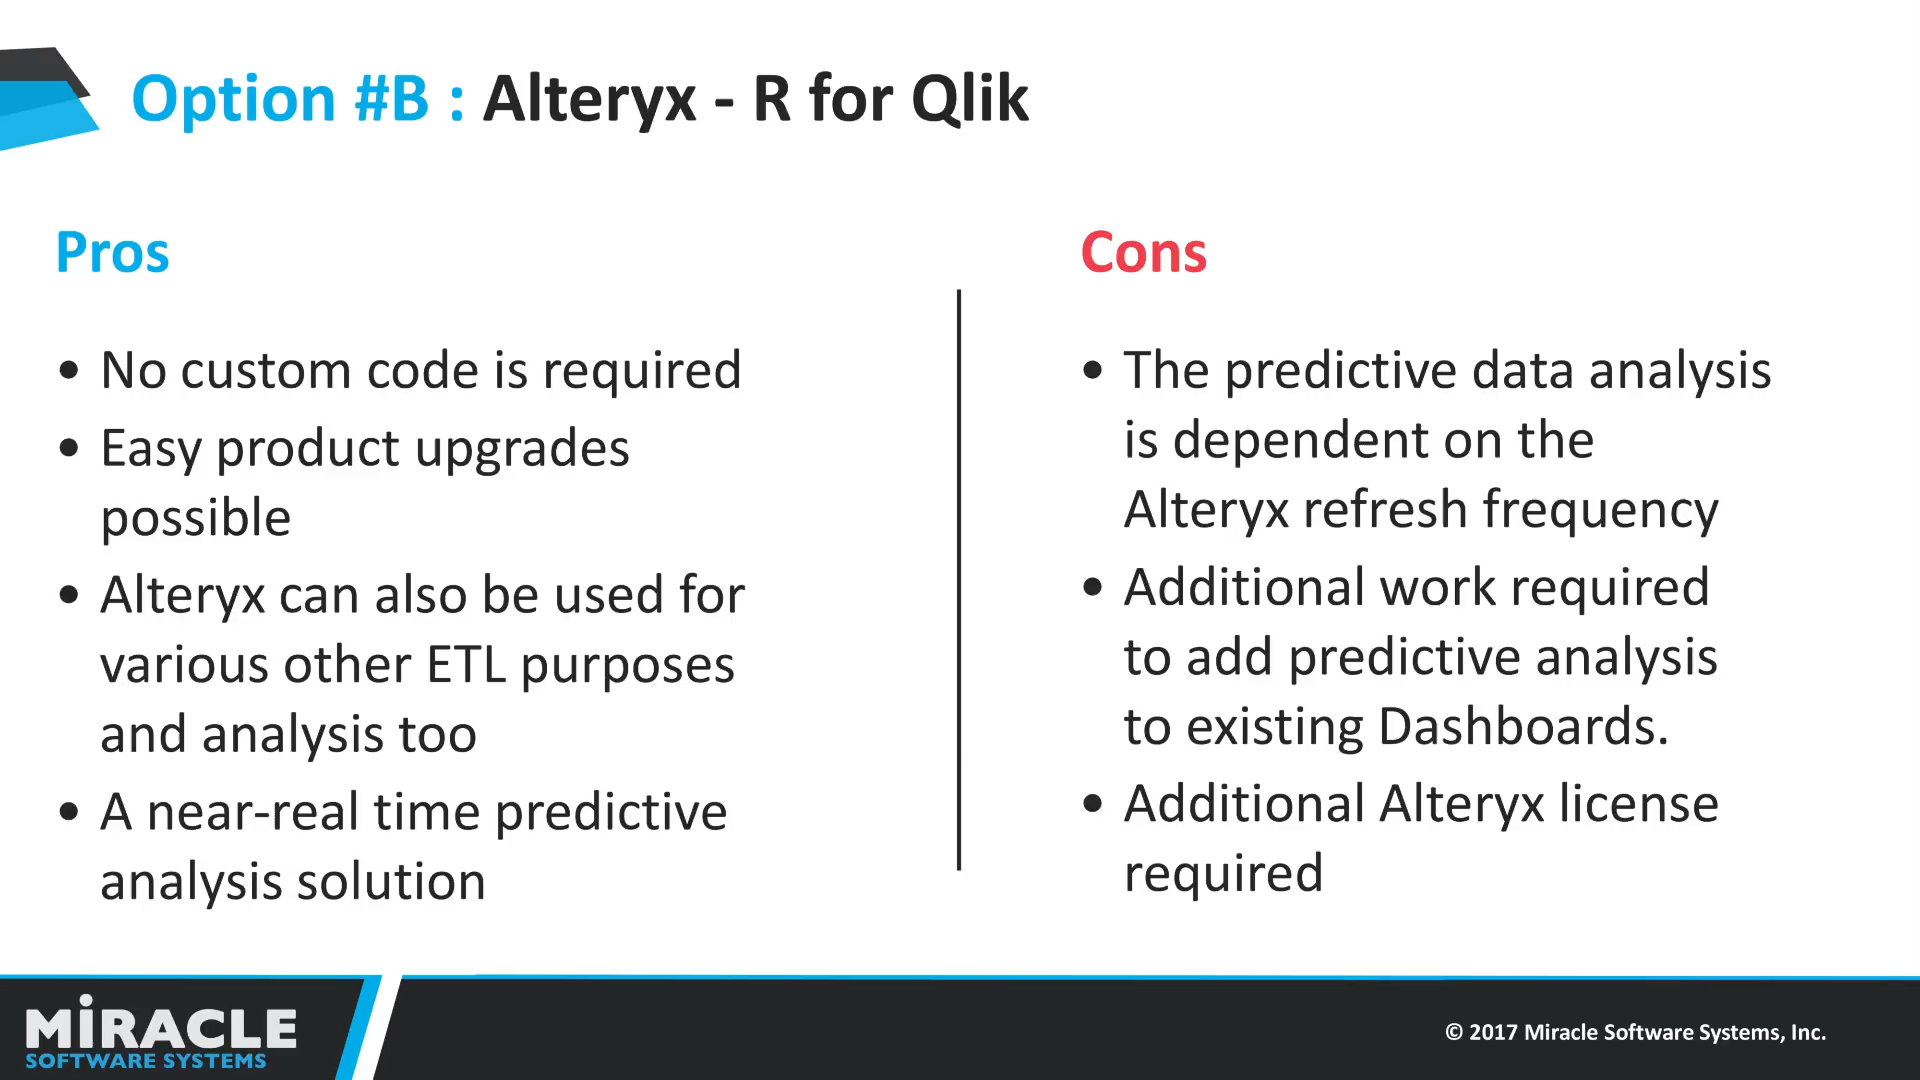 Option #B : Alteryx - R for Qlik
Pros
• No custom code is required
• Easy product upgrades
possible
• Alteryx can also be used for
various other ETL purposes
and analysis too
• A near-real time predictive
analysis solution
Cons
• The predictive data analysis
is dependent on the
Alteryx refresh frequency
• Additional work required
to add predictive analysis
to existing Dashboards.
• Additional Alteryx license
required
MiRACLE
SOFTWARE SYSTEMS
© 2017 Miracle Software Systems, Inc.